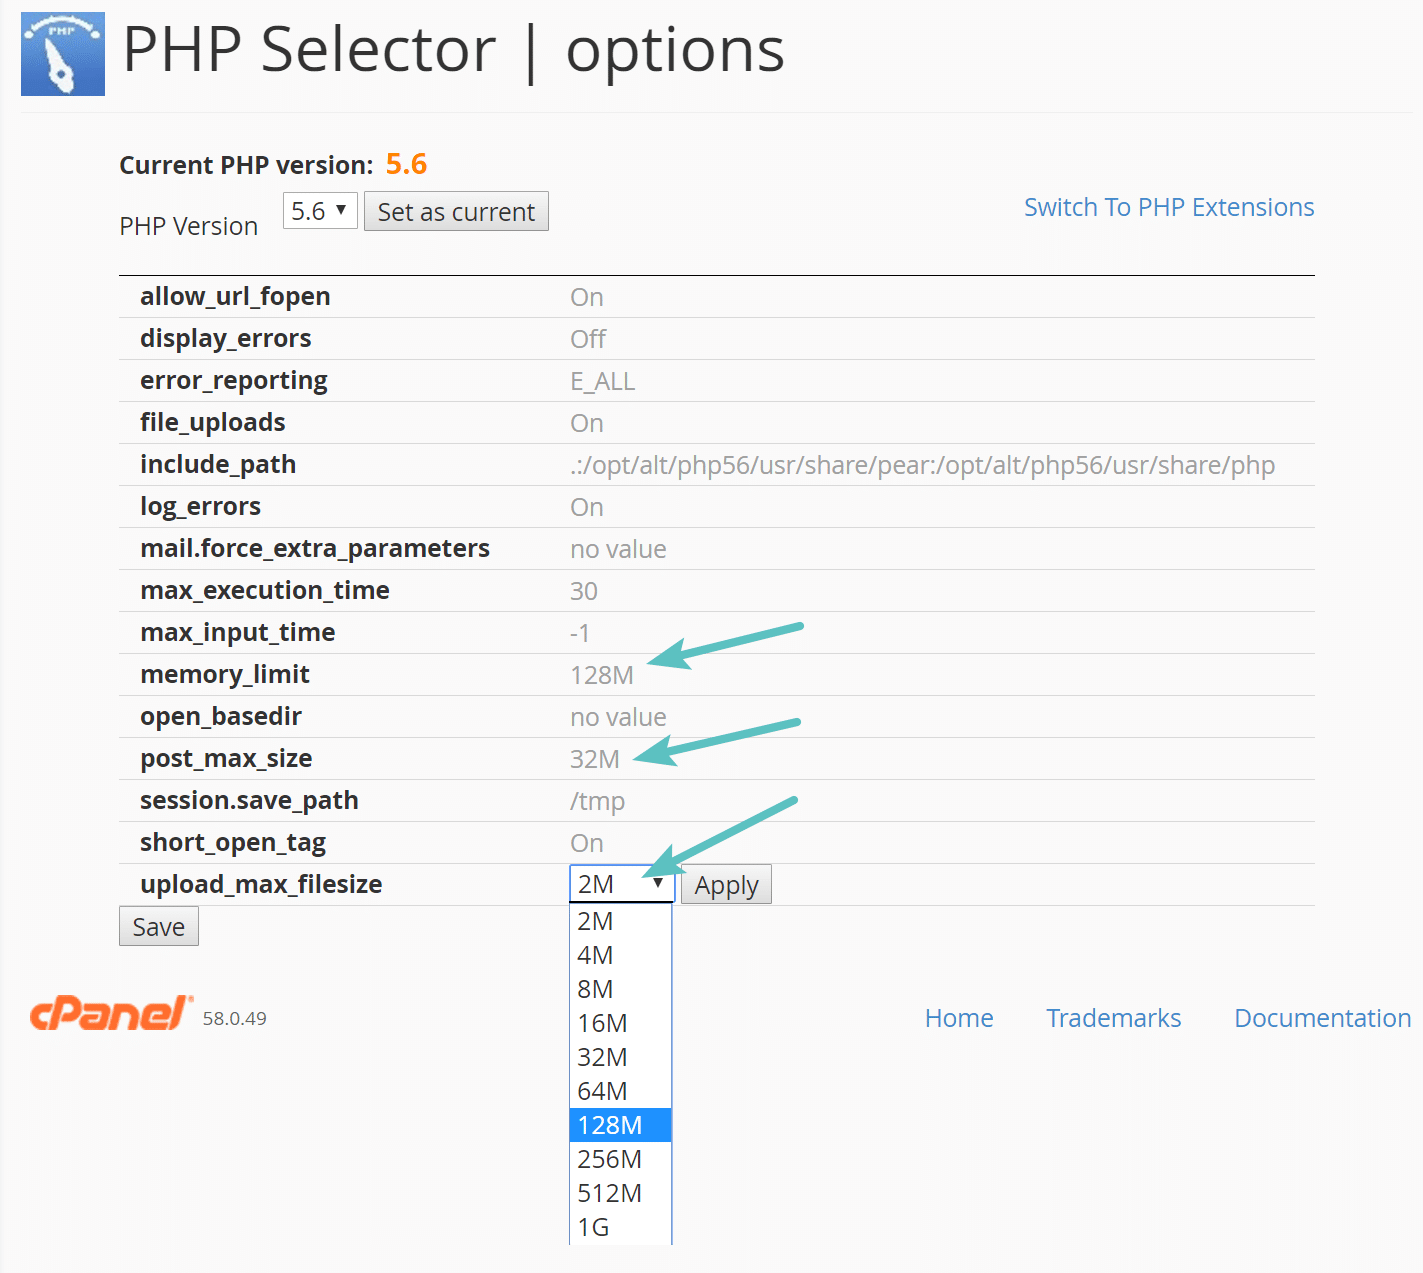 PHP
PHP Selector | options
Current PHP version: 5.6
PHP Version 5.6 Set as current Switch To PHP Extensions
allow_url_fopen On
display_errors Off
error_reporting E_ALL
file_uploads On
include_path .:/opt/alt/php56/usr/share/pear:/opt/alt/php56/usr/share/php
log_errors On
mail.force_extra_parameters no value
max_execution_time 30
max_input_time -1
memory_limit 128M
open_basedir no value
post_max_size 32M
session.save_path /tmp
short_open_tag On
upload_max_filesize 2M Apply
Save
2M
4M
8M
16M
32M
64M
128M
256M
512M
1G
cPanel® 58.0.49 Home Trademarks Documentation